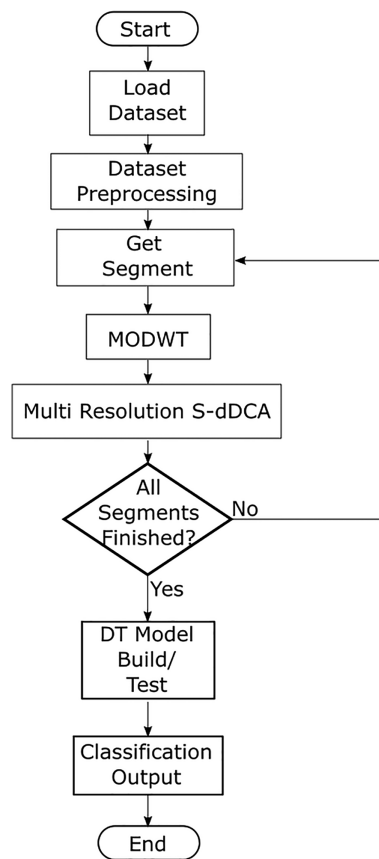 Start
Load
Dataset
Dataset
Preprocessing
Get
Segment
MODWT
Multi Resolution S-dDCA
All
Segments
Finished?
No
Yes
DT Model
Build/
Test
Classification
Output
End